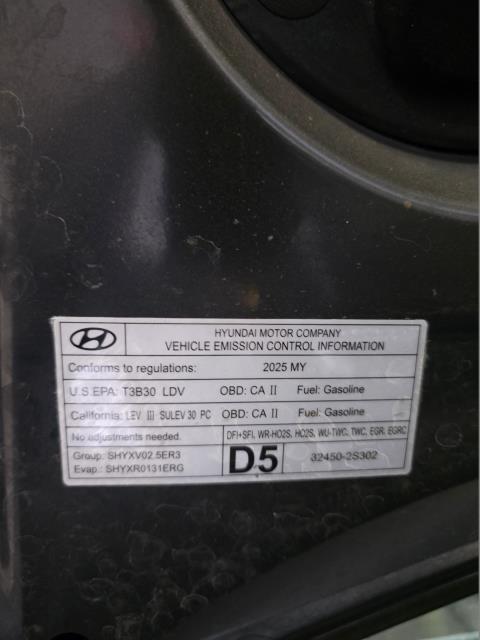 HYUNDAI MOTOR COMPANY
VEHICLE EMISSION CONTROL INFORMATION
Conforms to regulations: 2025 MY
U.S.EPA: T3B30 LDV OBD: CA II Fuel: Gasoline
California: LEV III SULEV 30 PC OBD: CA II Fuel: Gasoline
No adjustments needed. DFI+SFI, WR-HO2S, HO2S, WU-TWC, TWC, EGR, EGRC
Group: SHYXV02.5ER3
Evap.: SHYXR0131ERG
D5
32450-2S302